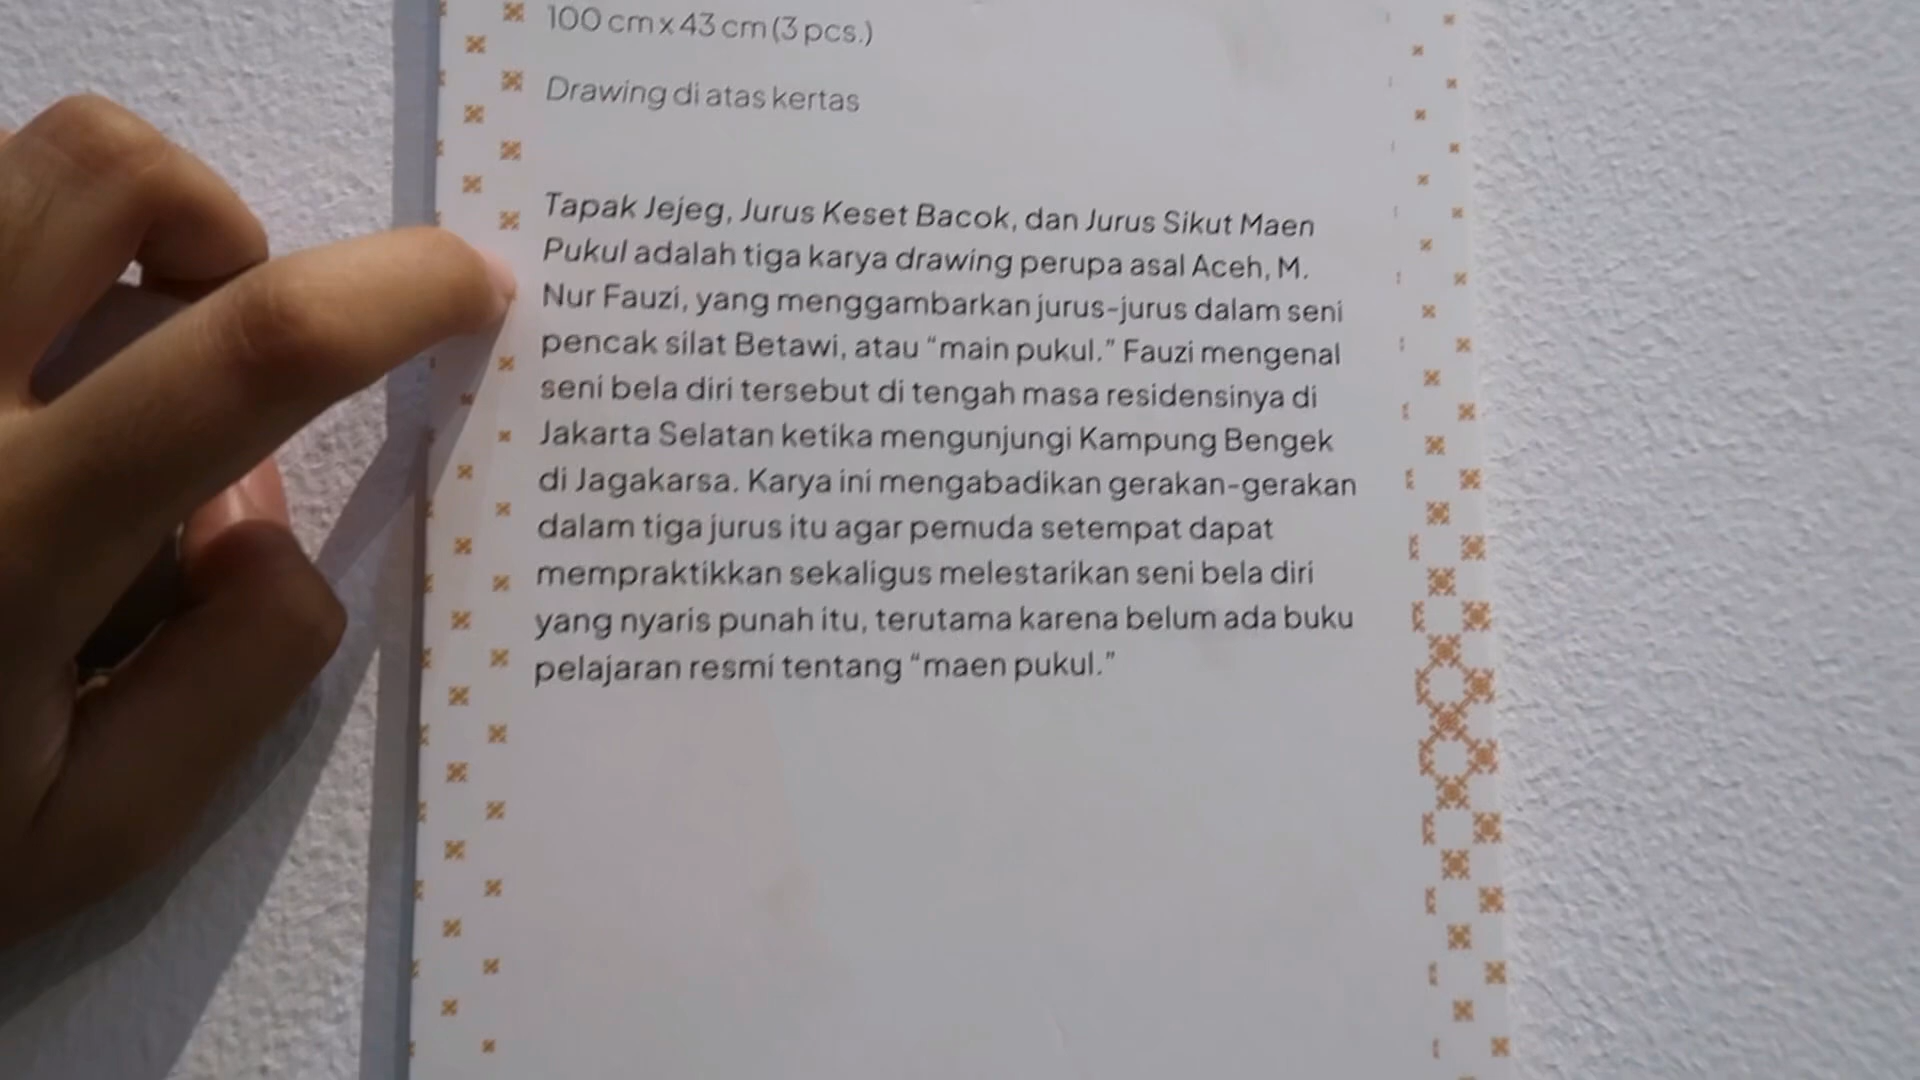 100 cm x 43 cm (3 pcs.)
Drawing di atas kertas
Tapak Jejeg, Jurus Keset Bacok, dan Jurus Sikut Maen
Pukul adalah tiga karya drawing perupa asal Aceh, M.
Nur Fauzi, yang menggambarkan jurus-jurus dalam seni
pencak silat Betawi, atau “main pukul.” Fauzi mengenal
seni bela diri tersebut di tengah masa residensinya di
Jakarta Selatan ketika mengunjungi Kampung Bengek
di Jagakarsa. Karya ini mengabadikan gerakan-gerakan
dalam tiga jurus itu agar pemuda setempat dapat
mempraktikkan sekaligus melestarikan seni bela diri
yang nyaris punah itu, terutama karena belum ada buku
pelajaran resmi tentang “maen pukul.”